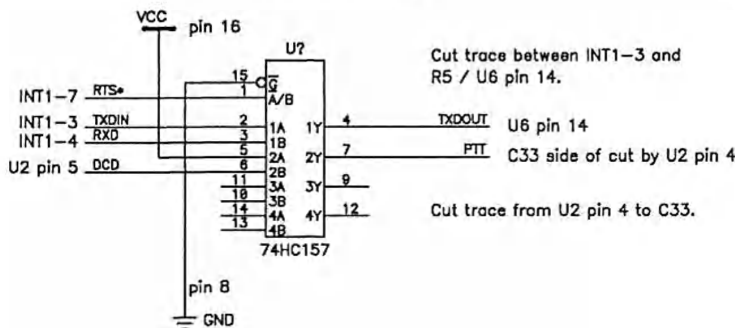 VCC
pin 16
U?
Cut trace between INT1-3 and
R5 / U6 pin 14.
15 G
INT1-7 RTS* 1 A/B
INT1-3 TXDIN 2 1A 1Y 4 TXDOUT U6 pin 14
INT1-4 RXD 3 1B
5 2A 2Y 7 PTT C33 side of cut by U2 pin 4
U2 pin 5 DCD 6 2B
11 3A 3Y 9
10 3B
14 4A 4Y 12
13 4B
Cut trace from U2 pin 4 to C33.
74HC157
pin 8
GND